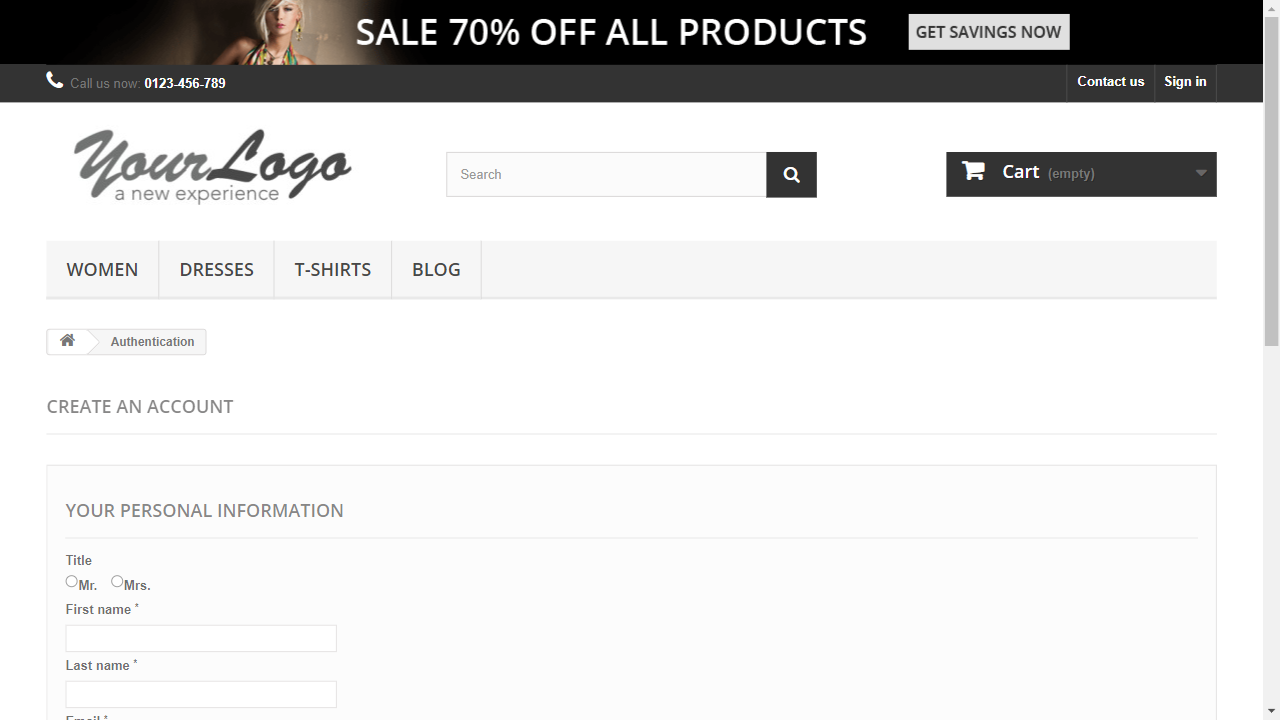 SALE 70% OFF ALL PRODUCTS GET SAVINGS NOW
Call us now: 0123-456-789 Contact us Sign in
Your Logo
a new experience
Search
Cart (empty)
WOMEN DRESSES T-SHIRTS BLOG
Authentication
CREATE AN ACCOUNT
YOUR PERSONAL INFORMATION
Title
Mr. Mrs.
First name *
Last name *
Email *